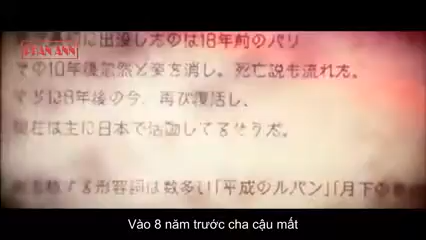 に出没したのは18年前のパリ
その10年後忽然と姿を消し。死亡説も流れた。
8年後の今、再び復活し、
現在は主に日本で活動してるそうだ。
する形容詞は数多い「平成のルパン」「月下の
Vào 8 năm trước cha cậu mất